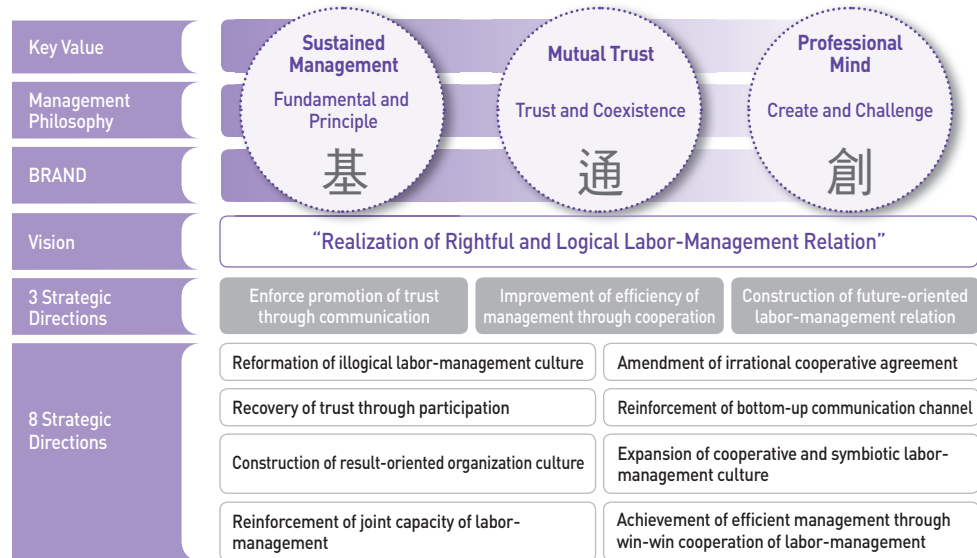 Key Value
Sustained
Management
Mutual Trust
Professional
Mind
Management
Philosophy
Fundamental and
Principle
Trust and Coexistence
Create and Challenge
BRAND
基
通
創
Vision
“Realization of Rightful and Logical Labor-Management Relation”
3 Strategic
Directions
Enforce promotion of trust
through communication
Improvement of efficiency of
management through cooperation
Construction of future-oriented
labor-management relation
8 Strategic
Directions
Reformation of illogical labor-management culture
Amendment of irrational cooperative agreement
Recovery of trust through participation
Reinforcement of bottom-up communication channel
Construction of result-oriented organization culture
Expansion of cooperative and symbiotic labor-
management culture
Reinforcement of joint capacity of labor-
management
Achievement of efficient management through
win-win cooperation of labor-management